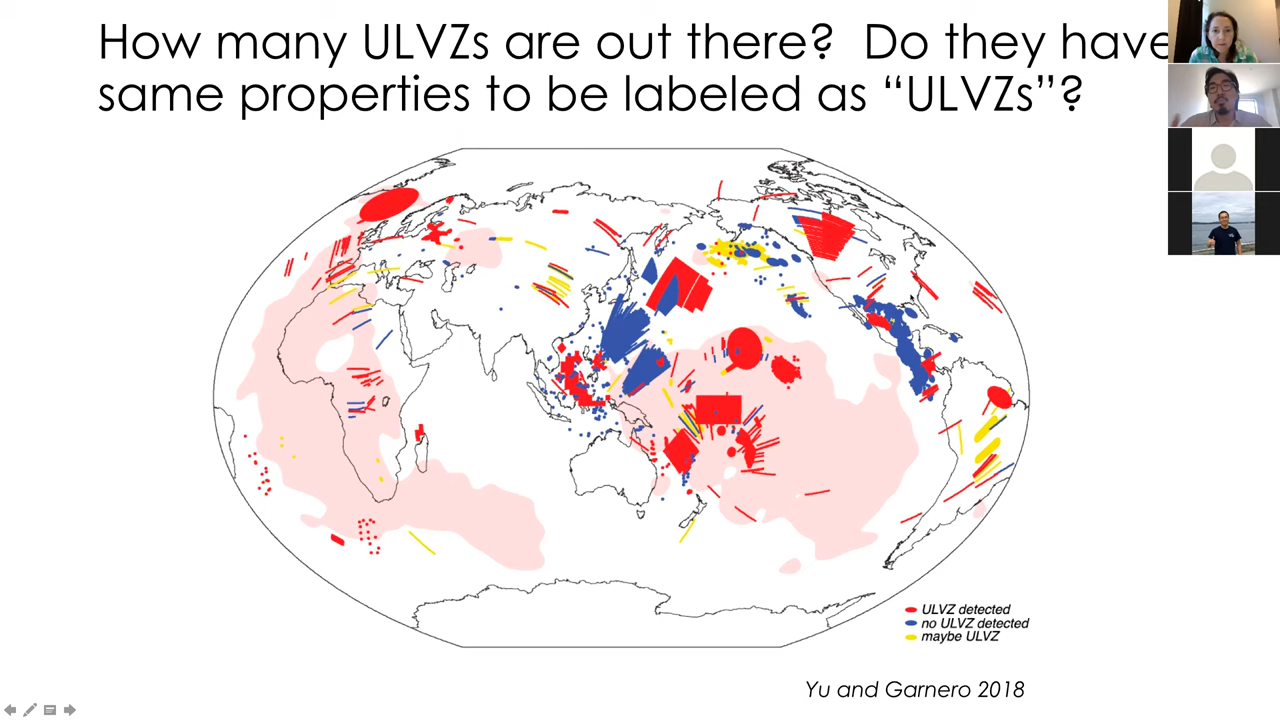 How many ULVZs are out there? Do they have
same properties to be labeled as “ULVZs”?
ULVZ detected
no ULVZ detected
maybe ULVZ
Yu and Garnero 2018